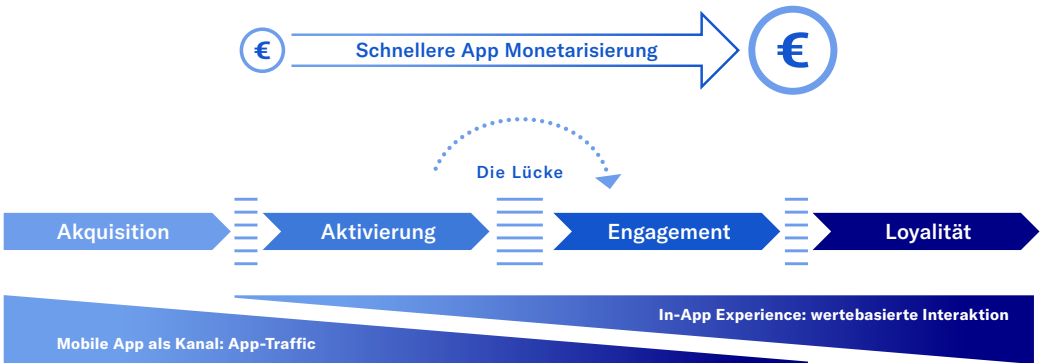 €
Schnellere App Monetarisierung
€
Die Lücke
Akquisition
Aktivierung
Engagement
Loyalität
In-App Experience: wertebasierte Interaktion
Mobile App als Kanal: App-Traffic